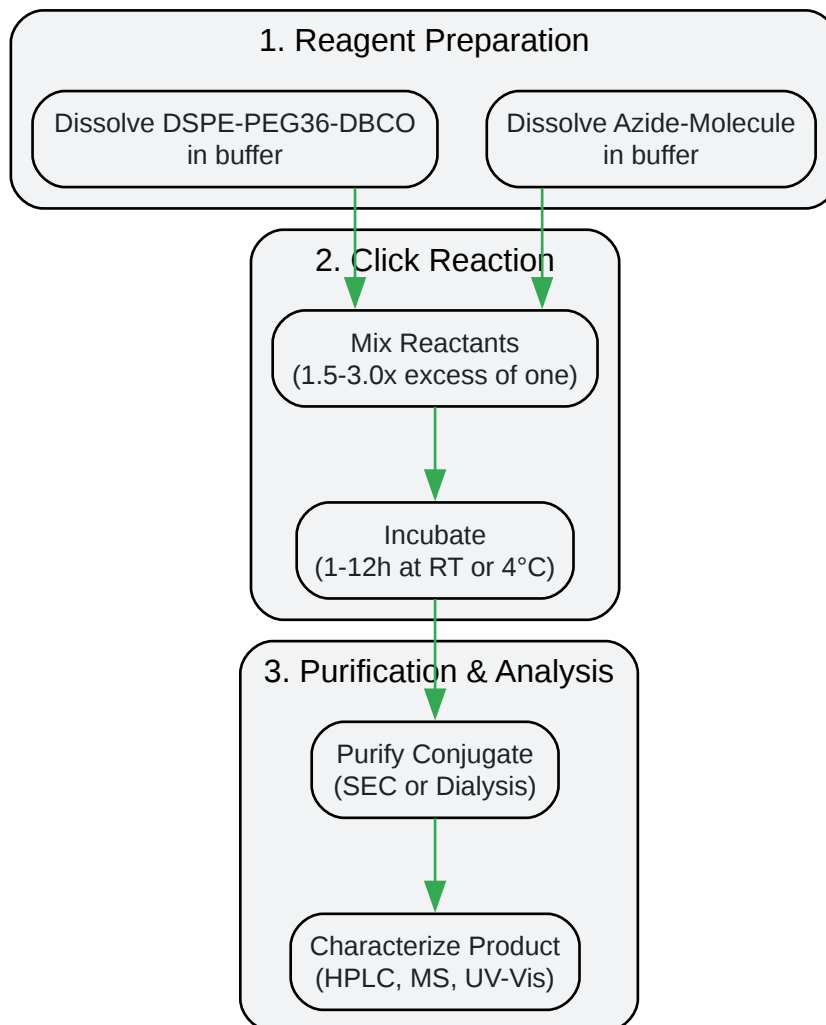 1. Reagent Preparation
Dissolve DSPE-PEG36-DBCO
in buffer
Dissolve Azide-Molecule
in buffer
2. Click Reaction
Mix Reactants
(1.5-3.0x excess of one)
Incubate
(1-12h at RT or 4°C)
3. Purification & Analysis
Purify Conjugate
(SEC or Dialysis)
Characterize Product
(HPLC, MS, UV-Vis)